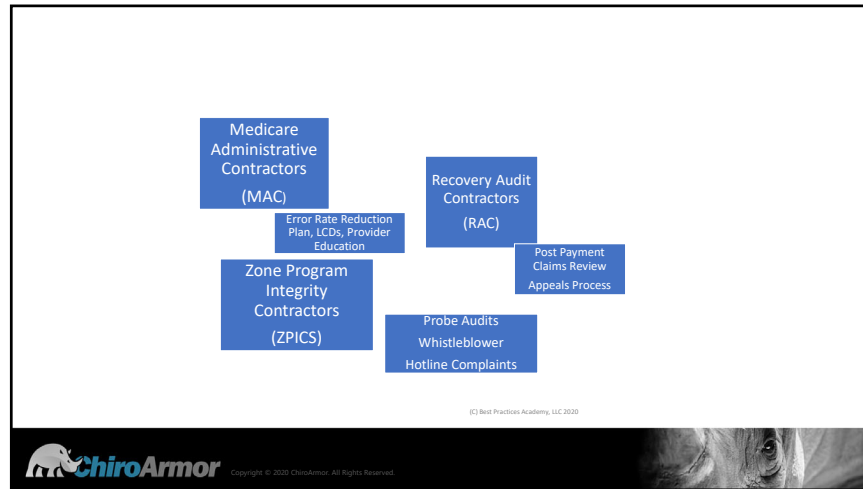 Medicare
Administrative
Contractors
(MAC)
Error Rate Reduction
Plan, LCDs, Provider
Education
Recovery Audit
Contractors
(RAC)
Post Payment
Claims Review
Appeals Process
Zone Program
Integrity
Contractors
(ZPICS)
Probe Audits
Whistleblower
Hotline Complaints
(C) Best Practices Academy, LLC 2020
ChiroArmor
Copyright © 2020 ChiroArmor. All Rights Reserved.